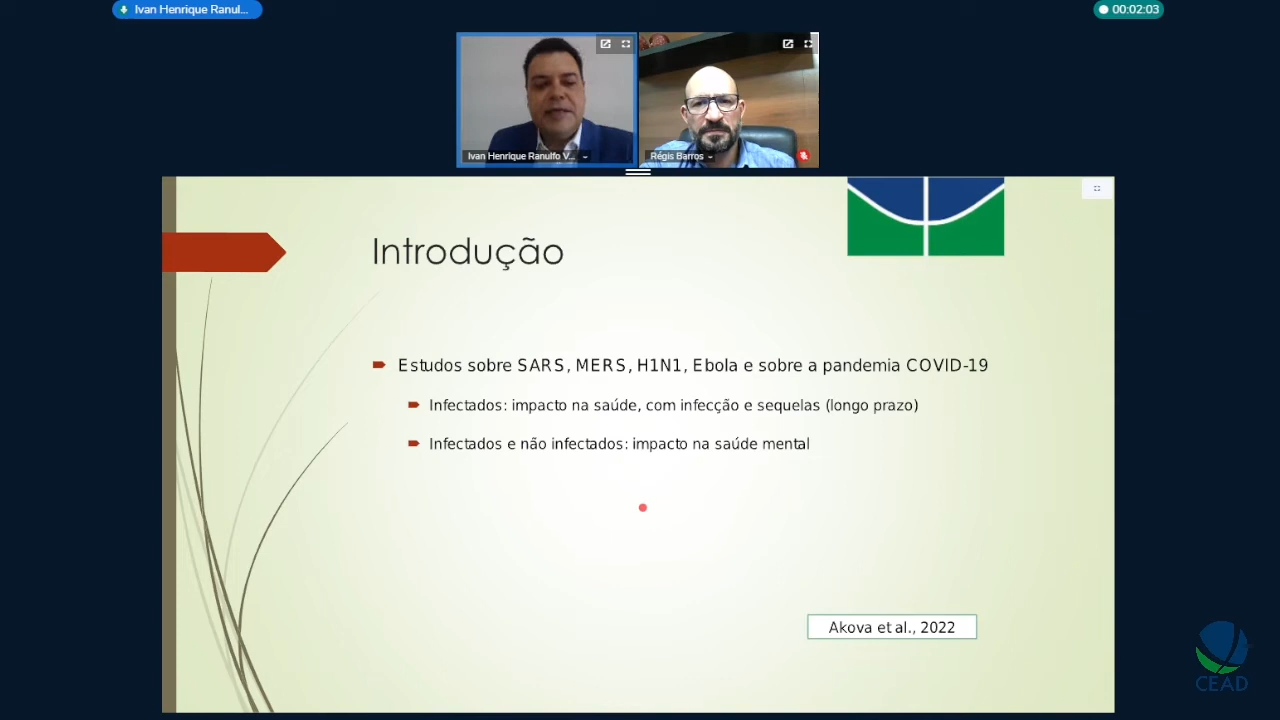 Ivan Henrique Ranul...
00:02:03
Ivan Henrique Ranulfo V...
Régis Barros
Introdução
Estudos sobre SARS, MERS, H1N1, Ebola e sobre a pandemia COVID-19
Infectados: impacto na saúde, com infecção e sequelas (longo prazo)
Infectados e não infectados: impacto na saúde mental
Akova et al., 2022
CEAD